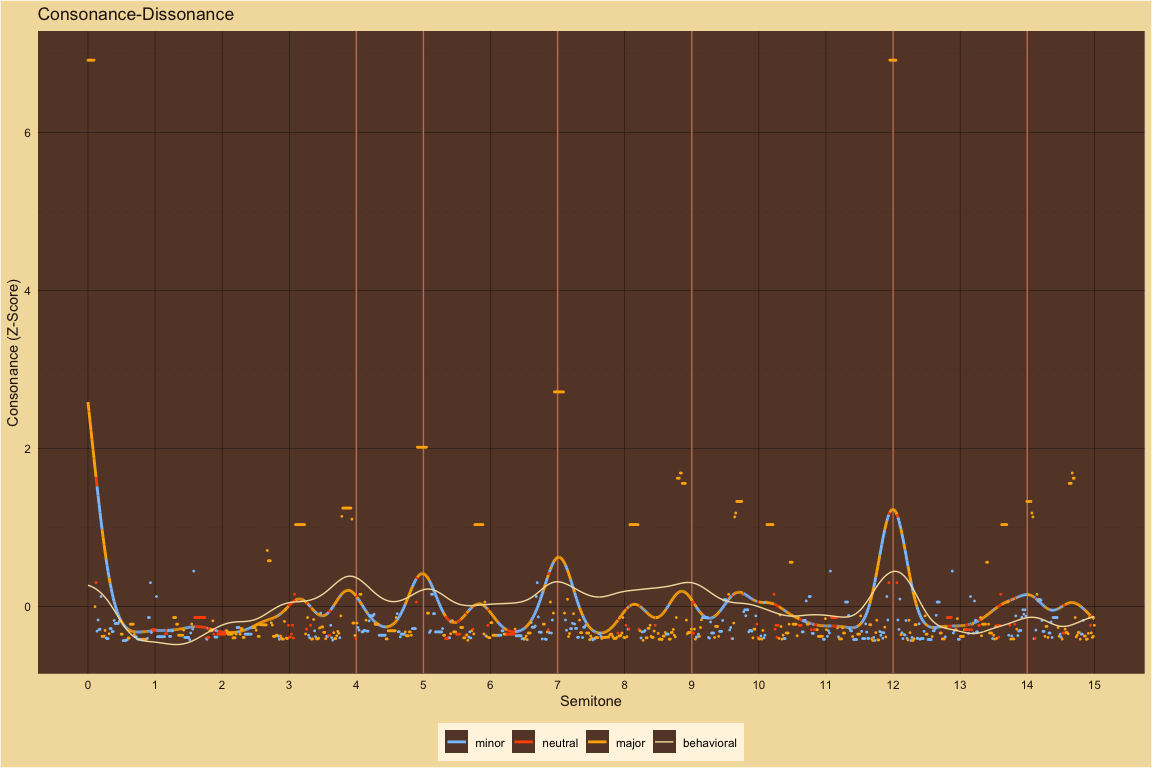 Consonance-Dissonance
Consonance (Z-Score)
6
4
2
0
0 1 2 3 4 5 6 7 8 9 10 11 12 13 14 15
Semitone
minor neutral major behavioral